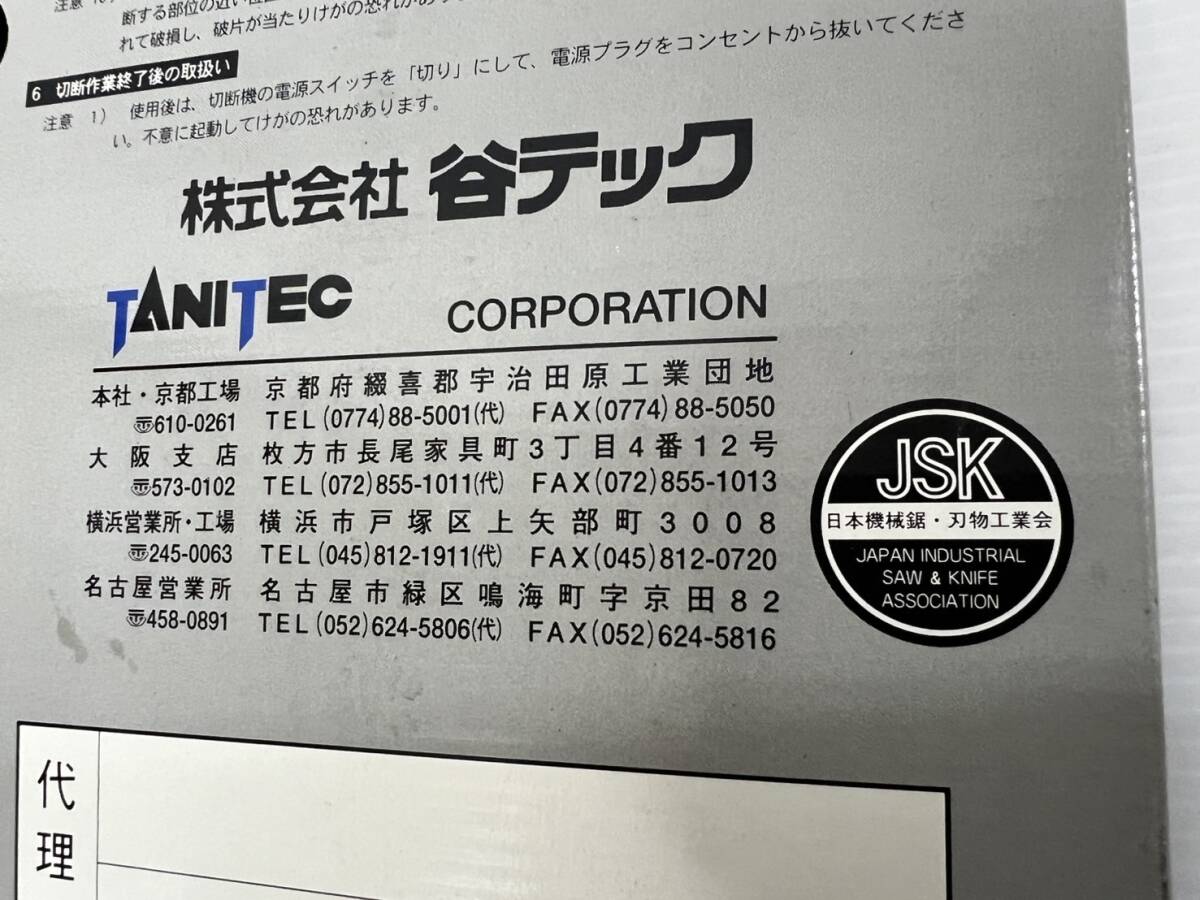 断する部位の近い位置
れて破損し、破片が当たりけがの恐れがあり
6 切断作業終了後の取扱い
注意 1) 使用後は、切断機の電源スイッチを「切り」にして、電源プラグをコンセントから抜いてくださ
い。不意に起動してけがの恐れがあります。
株式会社 谷テック
TANITEC CORPORATION
本社・京都工場 京都府綴喜郡宇治田原工業団地
〠610-0261 TEL(0774)88-5001(代) FAX(0774)88-5050
大阪支店 枚方市長尾家具町3丁目4番12号
〠573-0102 TEL(072)855-1011(代) FAX(072)855-1013
横浜営業所・工場 横浜市戸塚区上矢部町3008
〠245-0063 TEL(045)812-1911(代) FAX(045)812-0720
名古屋営業所 名古屋市緑区鳴海町字京田82
〠458-0891 TEL(052)624-5806(代) FAX(052)624-5816
JSK
日本機械鋸・刃物工業会
JAPAN INDUSTRIAL
SAW & KNIFE
ASSOCIATION
代理